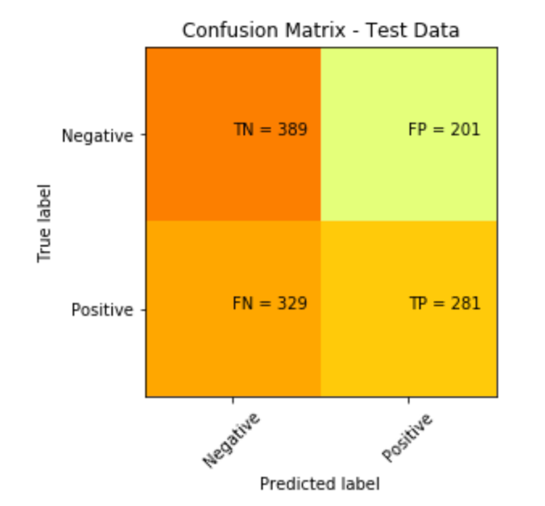 Confusion Matrix - Test Data
Negative
TN = 389
FP = 201
True label
Positive
FN = 329
TP = 281
Negative
Positive
Predicted label